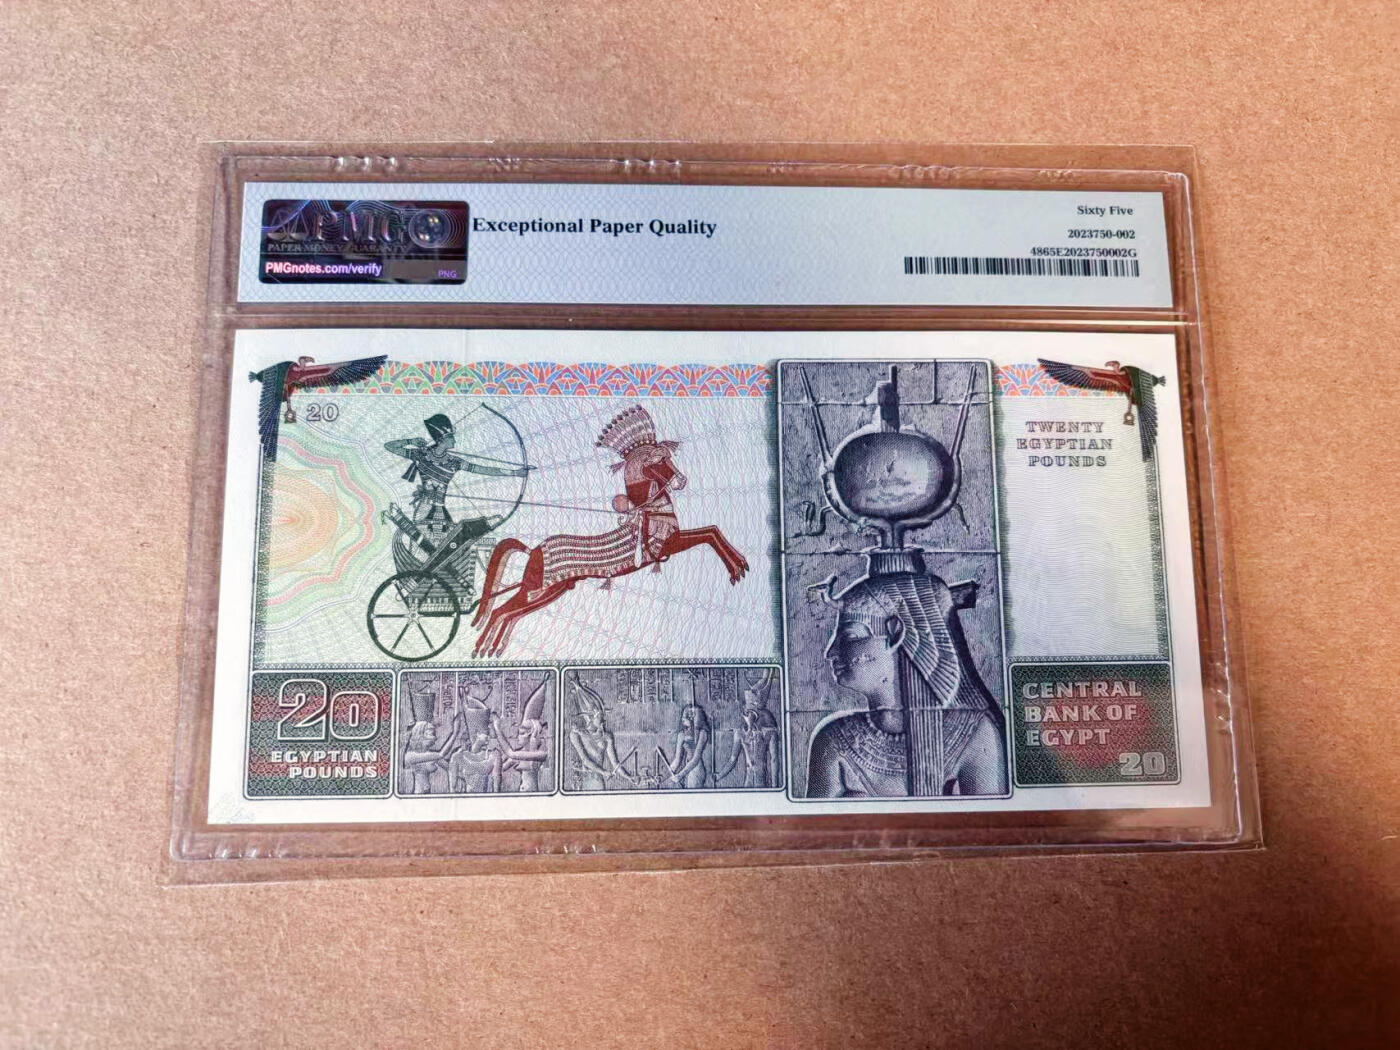 PMG
PAPER MONEY GUARANTY
PMGnotes.com/verify
PNG
Exceptional Paper Quality
Sixty Five
2023750-002
4865E2023750002G
20
TWENTY
EGYPTIAN
POUNDS
20
EGYPTIAN
POUNDS
CENTRAL
BANK OF
EGYPT
20